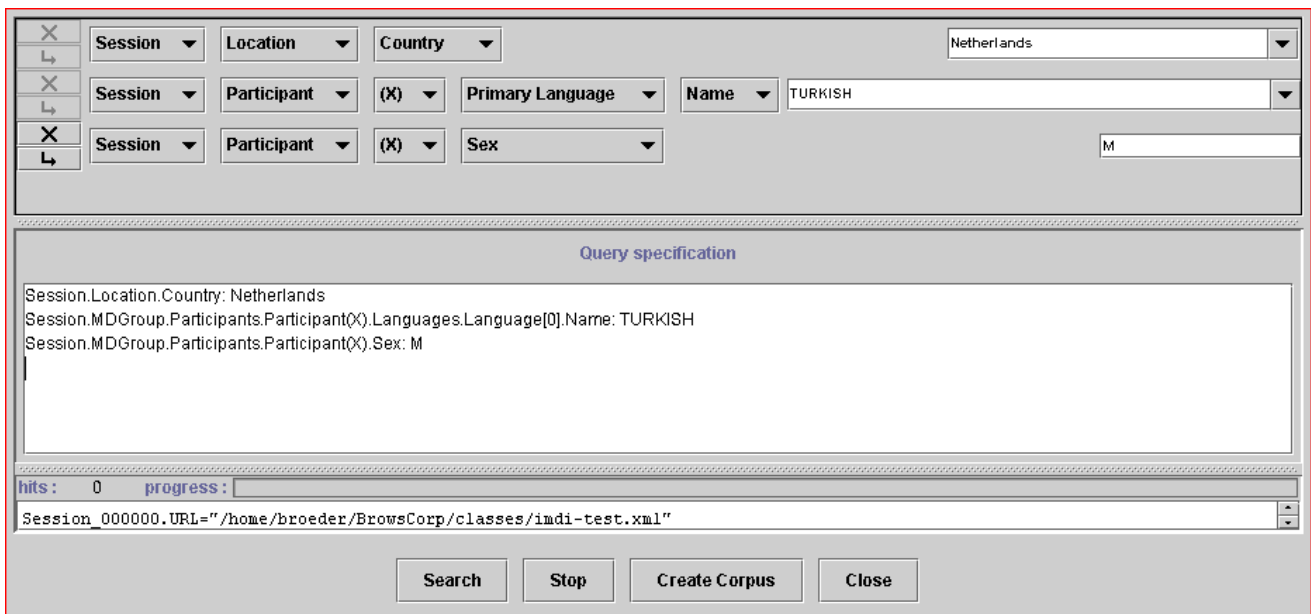 Session Location Country Netherlands
Session Participant (X) Primary Language Name TURKISH
Session Participant (X) Sex M
Query specification
Session.Location.Country: Netherlands
Session.MDGroup.Participants.Participant(X).Languages.Language[0].Name: TURKISH
Session.MDGroup.Participants.Participant(X).Sex: M
hits : 0 progress :
Session_000000.URL="/home/broeder/BrowsCorp/classes/imdi-test.xml"
Search Stop Create Corpus Close